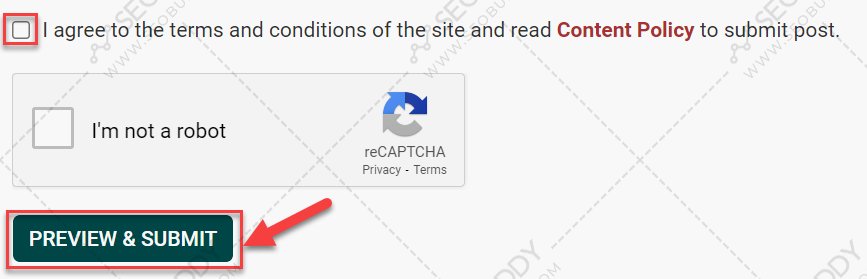 I agree to the terms and conditions of the site and read Content Policy to submit post.
I'm not a robot
reCAPTCHA
Privacy - Terms
PREVIEW & SUBMIT